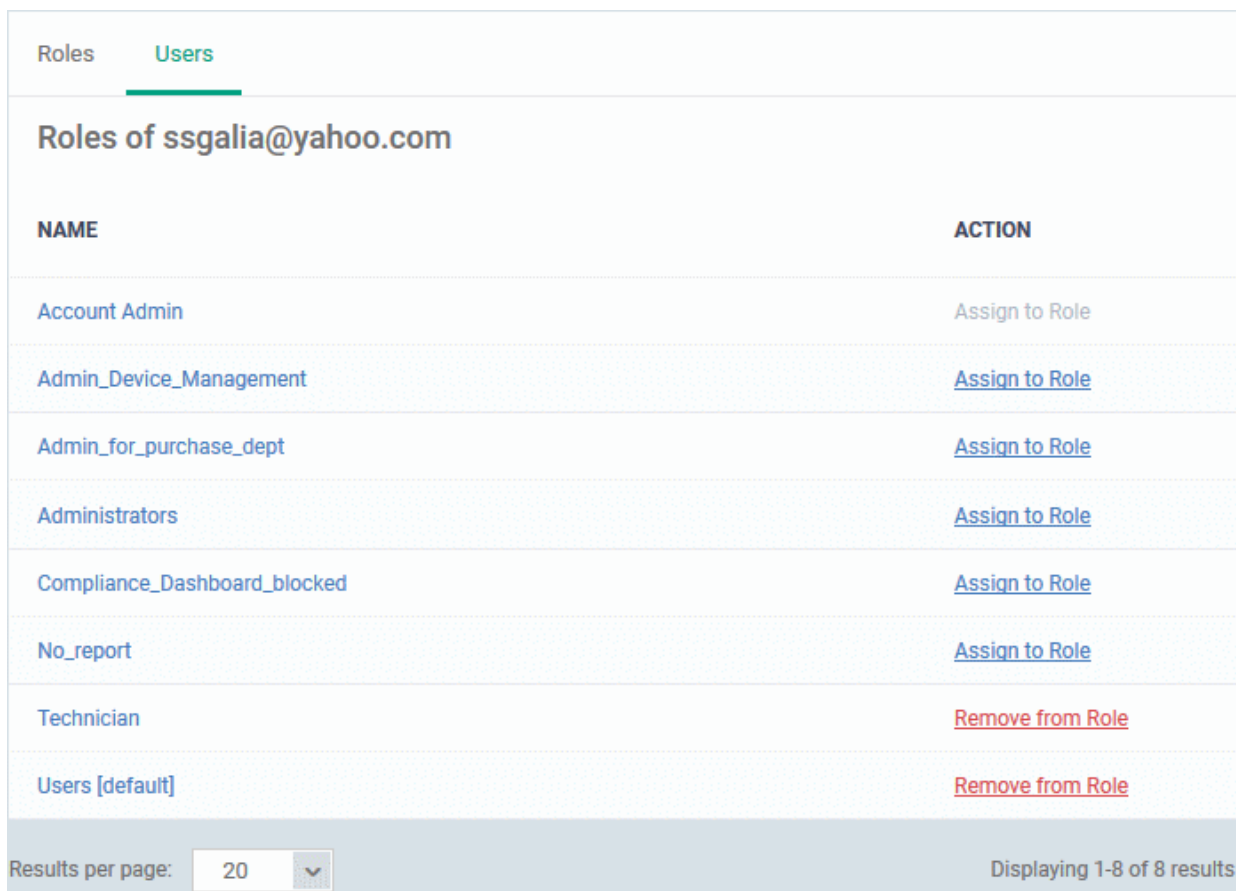 Roles Users
Roles of ssgalia@yahoo.com
NAME ACTION
Account Admin Assign to Role
Admin_Device_Management Assign to Role
Admin_for_purchase_dept Assign to Role
Administrators Assign to Role
Compliance_Dashboard_blocked Assign to Role
No_report Assign to Role
Technician Remove from Role
Users [default] Remove from Role
Results per page: 20 Displaying 1-8 of 8 results